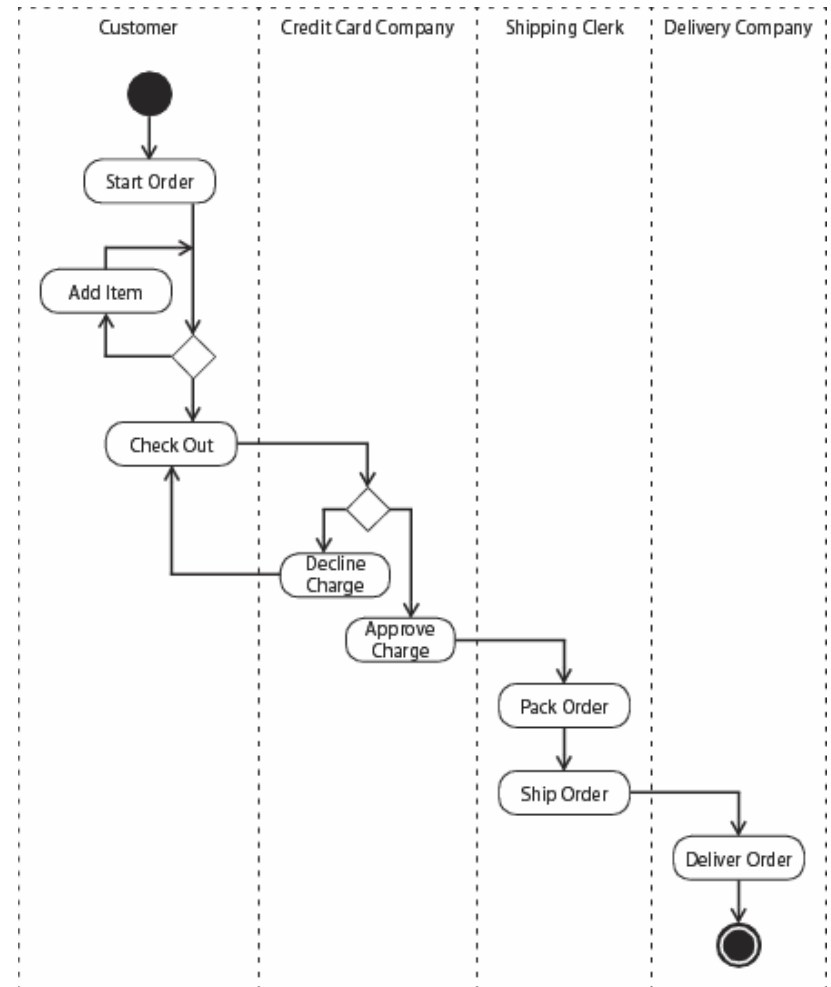 Customer
Credit Card Company
Shipping Clerk
Delivery Company
Start Order
Add Item
Check Out
Decline
Charge
Approve
Charge
Pack Order
Ship Order
Deliver Order